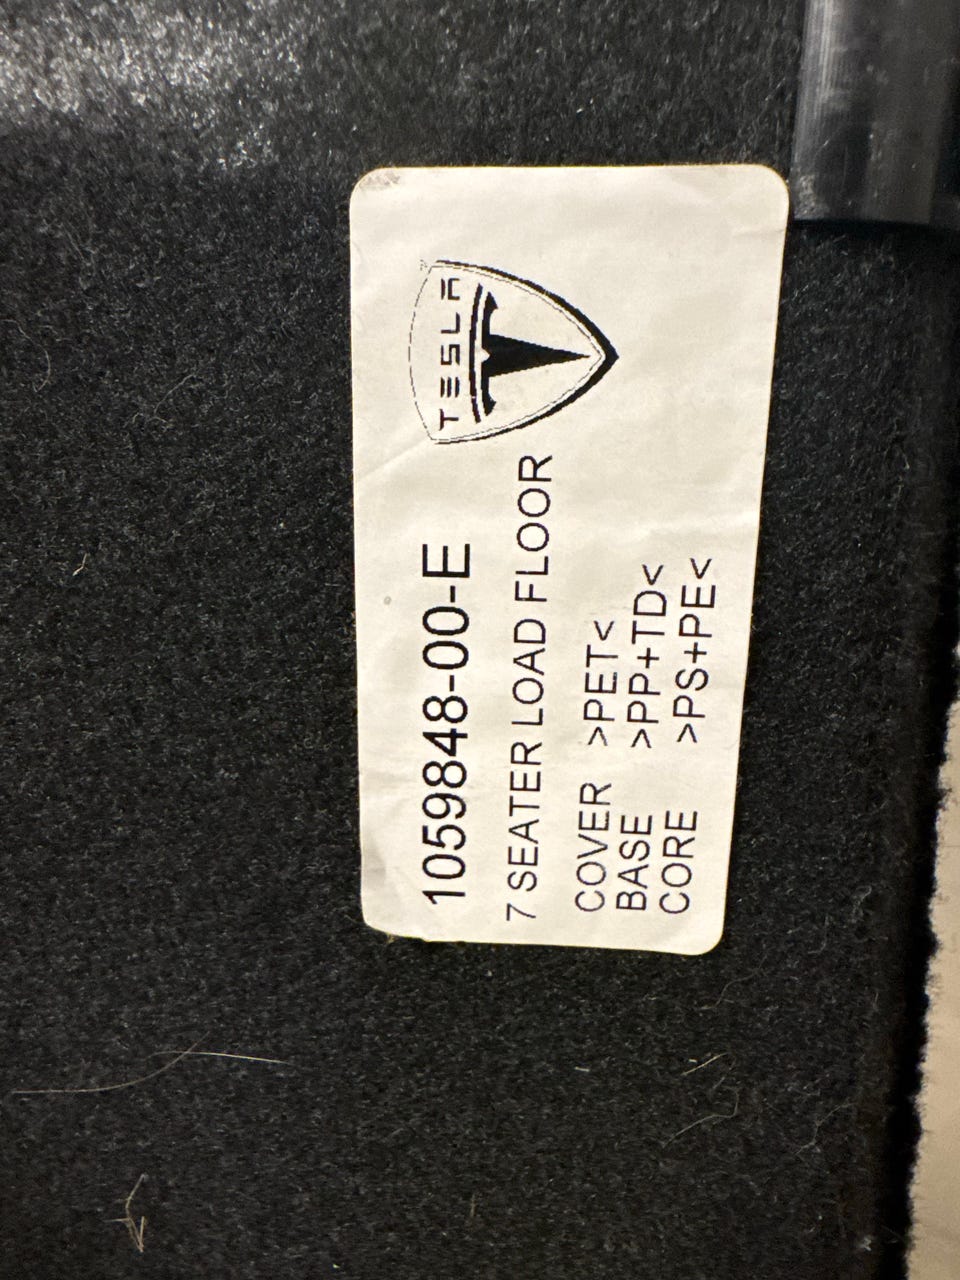 TESLA
1059848-00-E
7 SEATER LOAD FLOOR
COVER >PET<
BASE >PP+TD<
CORE >PS+PE<